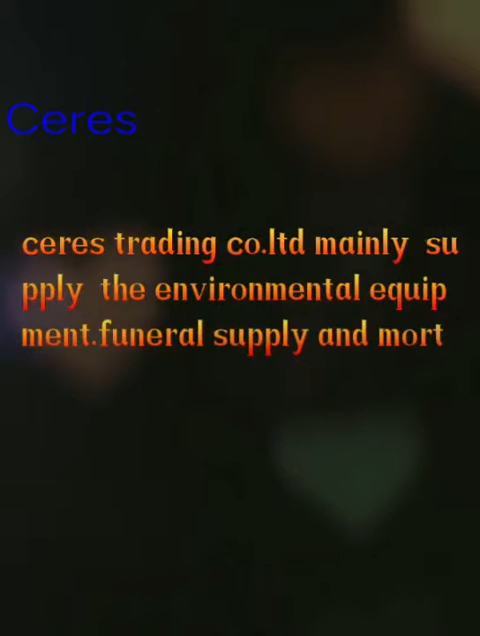 Ceres
ceres trading co.ltd mainly  su
pply  the environmental equip
ment.funeral supply and mort